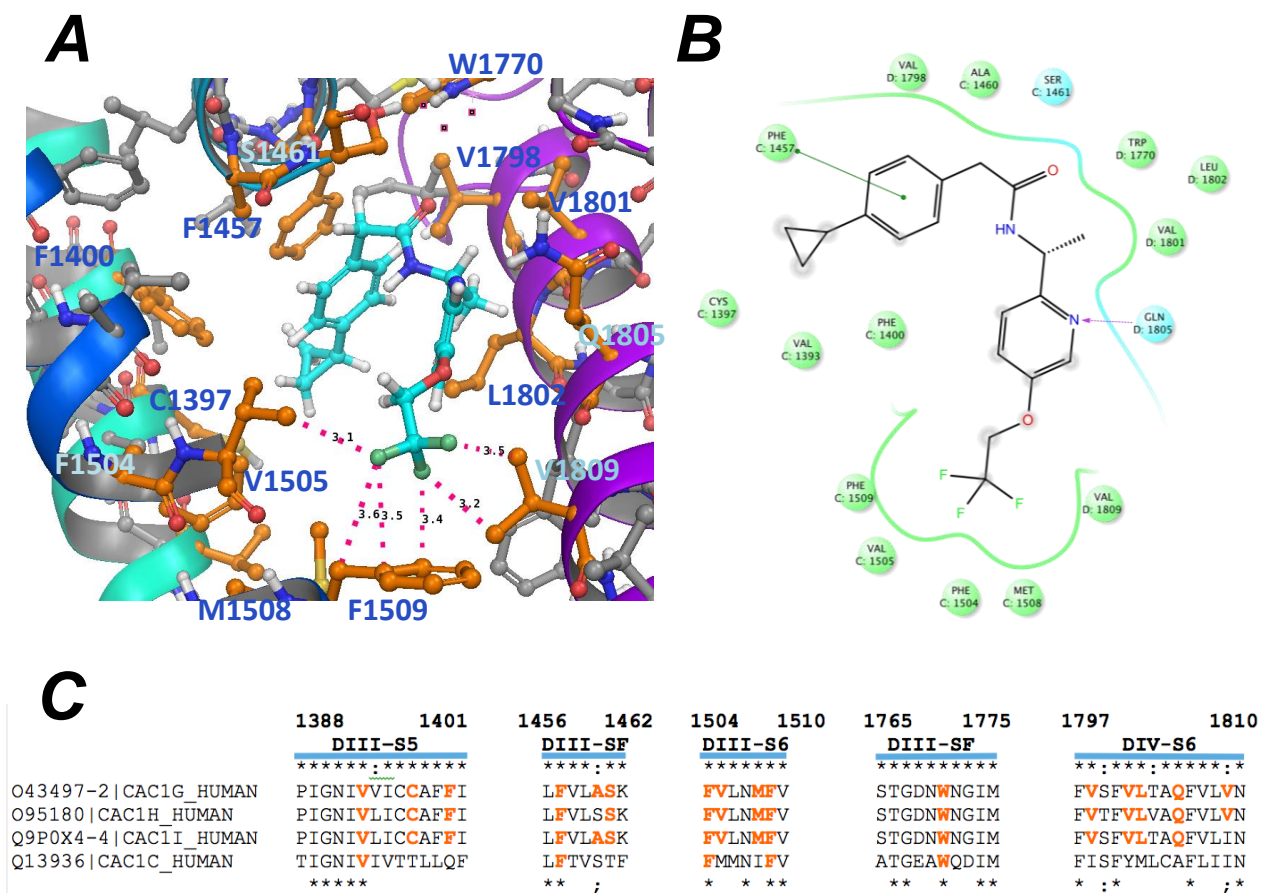 A
W1770
S1461
V1798
V1801
F1457
F1400
Q1805
C1397
L1802
3.1
3.5
F1504
V1505
V1809
3.2
3.6
3.5
3.4
M1508
F1509
B
VAL
D: 1798
ALA
C: 1460
SER
C: 1461
PHE
C: 1457
TRP
D: 1770
LEU
D: 1802
O
HN
VAL
D: 1801
CYS
C: 1397
PHE
C: 1400
N
GLN
D: 1805
VAL
C: 1393
O
F
F
F
PHE
C: 1509
VAL
D: 1809
VAL
C: 1505
PHE
C: 1504
MET
C: 1508
C
1388 1401 1456 1462 1504 1510 1765 1775 1797 1810
DIII-S5 DIII-SF DIII-S6 DIII-SF DIV-S6
******:******* *****:* ******* *********** **:***:*****:*
O43497-2|CAC1G_HUMAN PIGNIVVICCAFFI LFVLASK FVLNMFV STGDNWNGIM FVSFVLTAQFVLVN
O95180|CAC1H_HUMAN PIGNIVLICCAFFI LFVLSSK FVLNMFV STGDNWNGIM FVTFVLVAQFVLVN
Q9P0X4-4|CAC1I_HUMAN PIGNIVLICCAFFI LFVLASK FVLNMFV STGDNWNGIM FVSFVLTAQFVLIN
Q13936|CAC1C_HUMAN TIGNIVIVTTLLQF LFTVSTF FMMNIFV ATGEAWQDIM FISFYMLCAFLIIN
***** ** ; * * * ** * ** * :* ;*